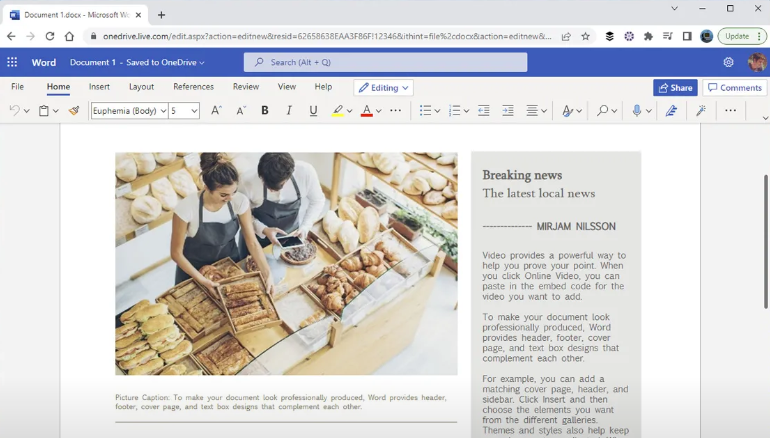 Document 1.docx - Microsoft Wo
onedrive.live.com/edit.aspx?action=editnew&resid=62658638EAA3F86F!12346&ithint=file%2cdocx&action=editnew&...
Update
Word
Document 1 - Saved to OneDrive
Search (Alt + Q)
File
Home
Insert
Layout
References
Review
View
Help
Editing
Share
Comments
Euphemia (Body)
5
A
A
B
I
U
A
Breaking news
The latest local news
-------------- MIRJAM NILSSON
Video provides a powerful way to
help you prove your point. When
you click Online Video, you can
paste in the embed code for the
video you want to add.
To make your document look
professionally produced, Word
provides header, footer, cover
page, and text box designs that
complement each other.
For example, you can add a
matching cover page, header, and
sidebar. Click Insert and then
choose the elements you want
from the different galleries.
Themes and styles also help keep
Picture Caption: To make your document look professionally produced, Word provides header,
footer, cover page, and text box designs that complement each other.